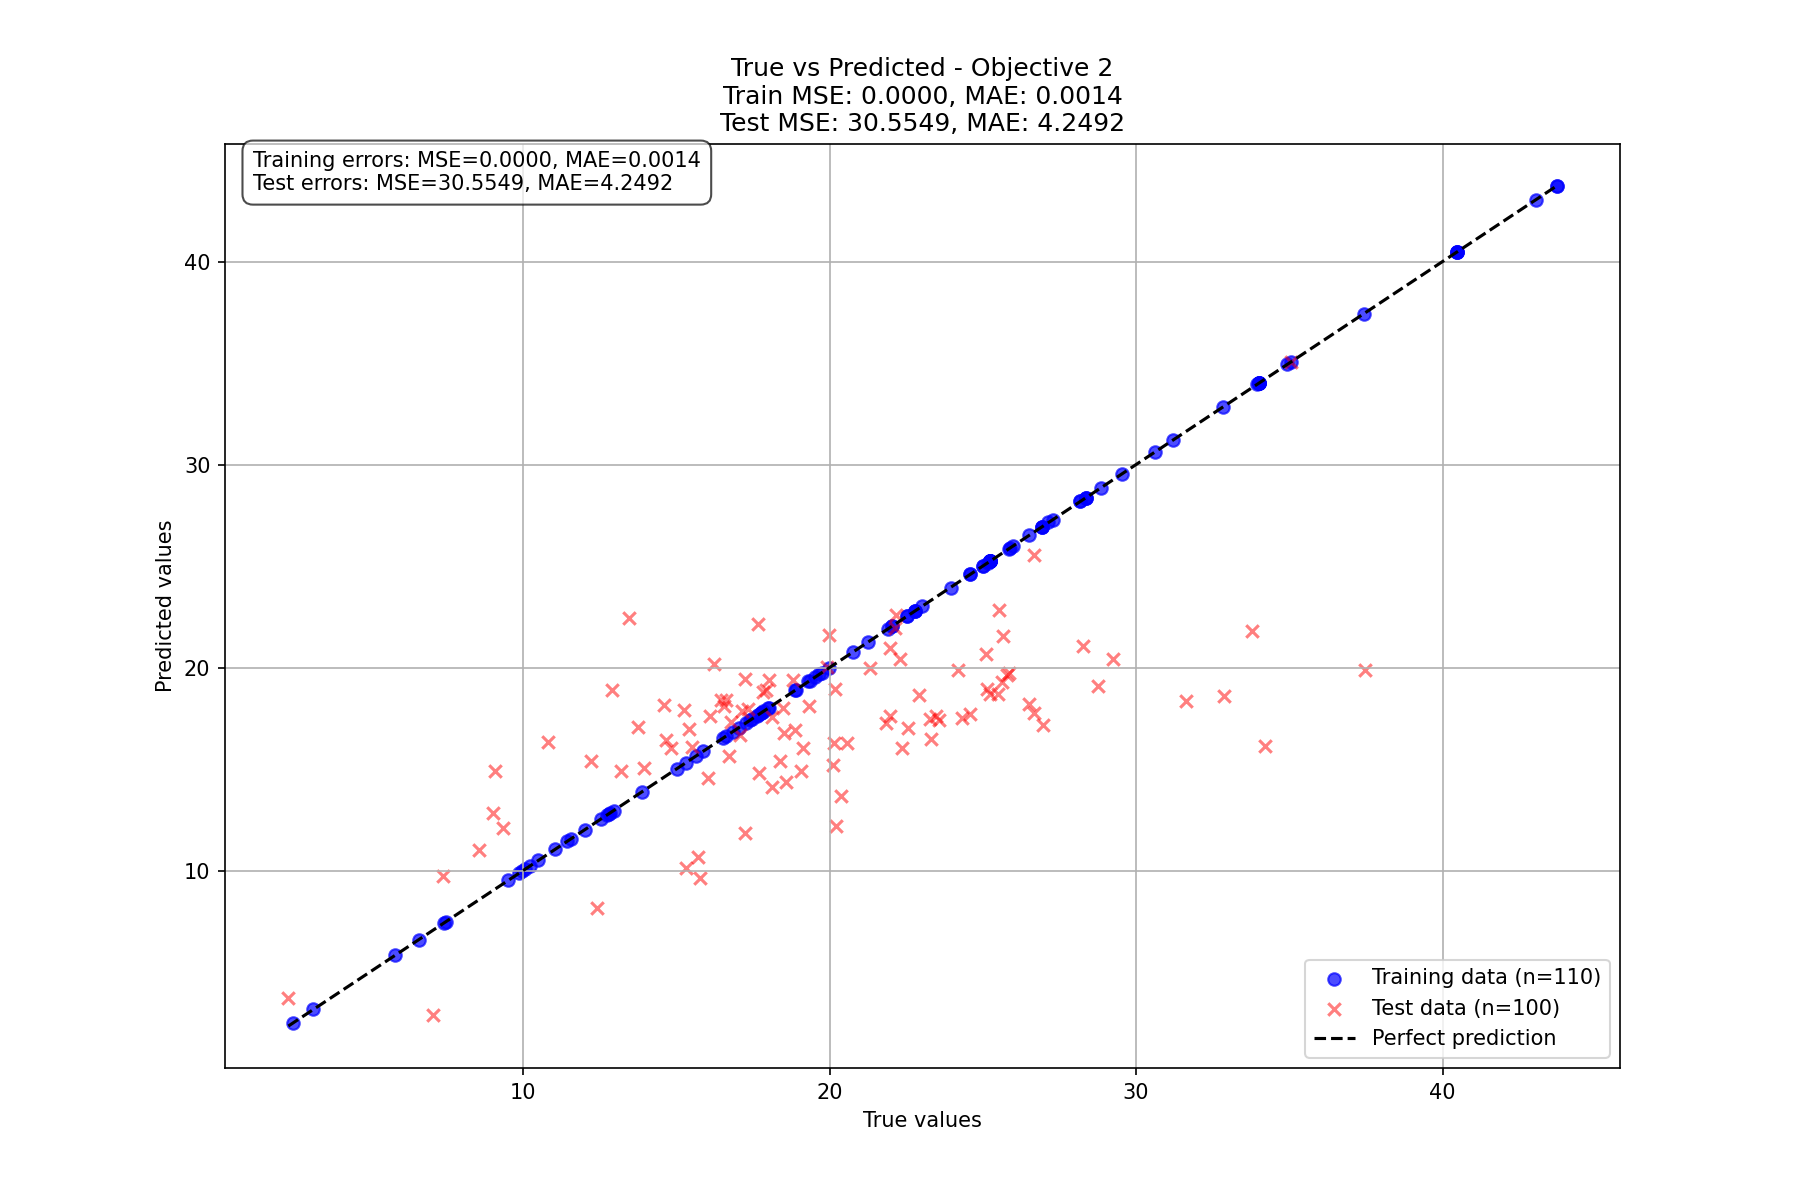 True vs Predicted - Objective 2
Train MSE: 0.0000, MAE: 0.0014
Test MSE: 30.5549, MAE: 4.2492
Training errors: MSE=0.0000, MAE=0.0014
Test errors: MSE=30.5549, MAE=4.2492
40
30
20
10
Predicted values
Training data (n=110)
Test data (n=100)
Perfect prediction
10
20
30
40
True values